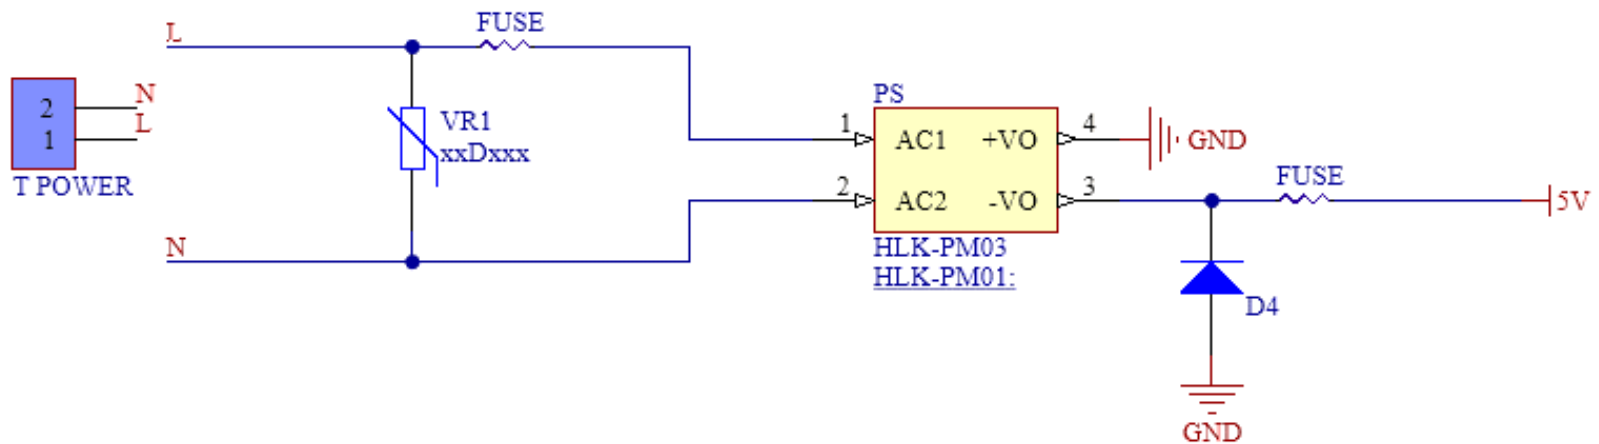 L
FUSE
N
L
2
1
T POWER
VR1
xxDxxx
N
PS
1
AC1
+VO
4
GND
2
AC2
-VO
3
HLK-PM03
HLK-PM01:
FUSE
5V
D4
GND